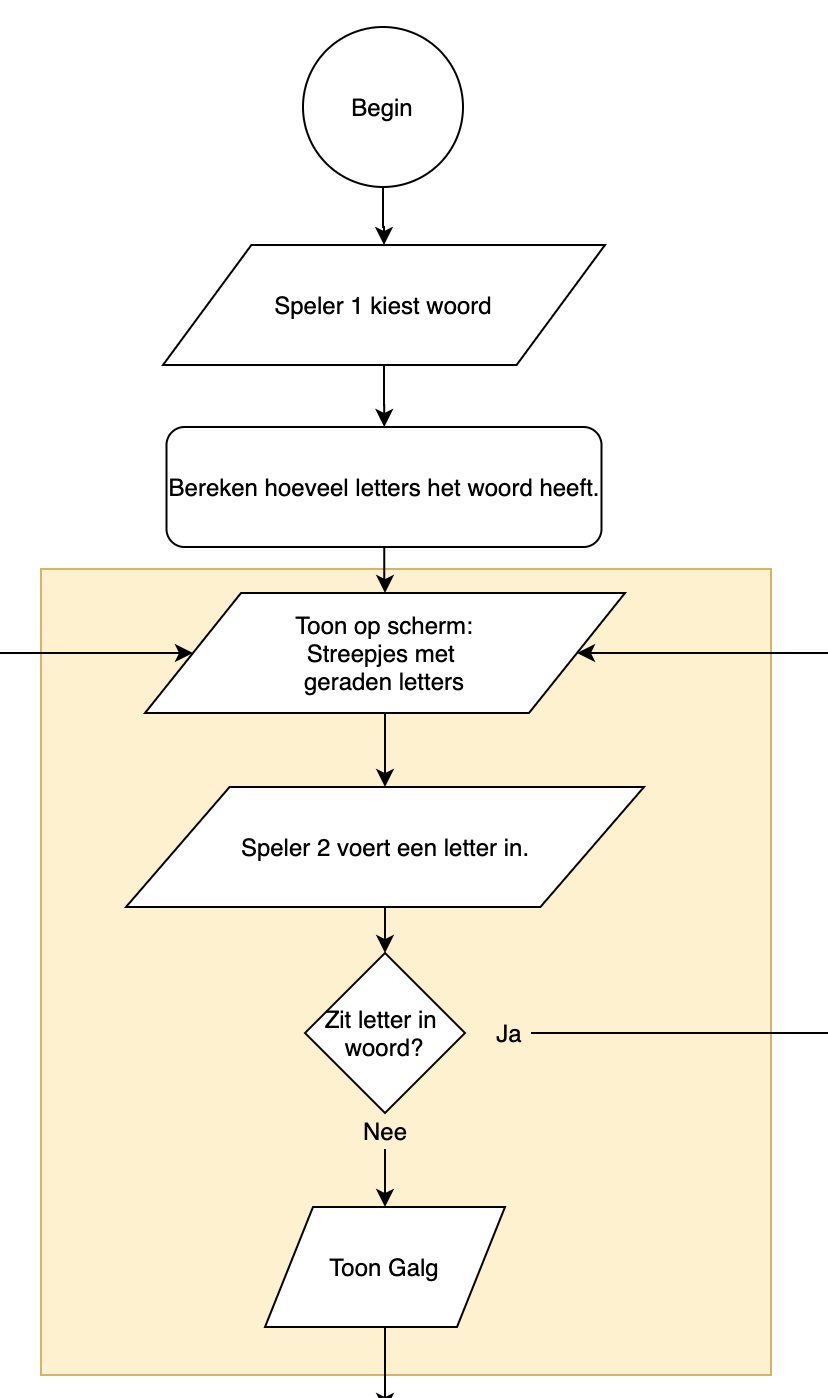 Begin
Speler 1 kiest woord
Bereken hoeveel letters het woord heeft.
Toon op scherm:
Streepjes met
geraden letters
Speler 2 voert een letter in.
Zit letter in
woord?
Ja
Nee
Toon Galg